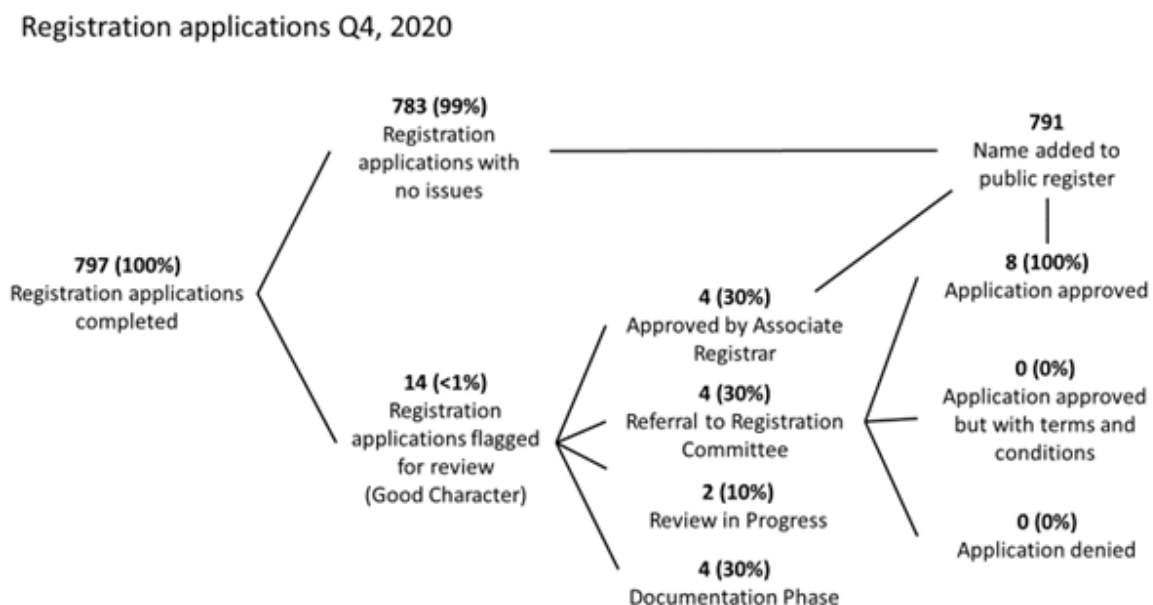 Registration applications Q4, 2020
783 (99%)
Registration
applications with
no issues
791
Name added to
public register
797 (100%)
Registration applications
completed
8 (100%)
Application approved
4 (30%)
Approved by Associate
Registrar
14 (<1%)
Registration
applications flagged
for review
(Good Character)
4 (30%)
Referral to Registration
Committee
0 (0%)
Application approved
but with terms and
conditions
2 (10%)
Review in Progress
0 (0%)
Application denied
4 (30%)
Documentation Phase